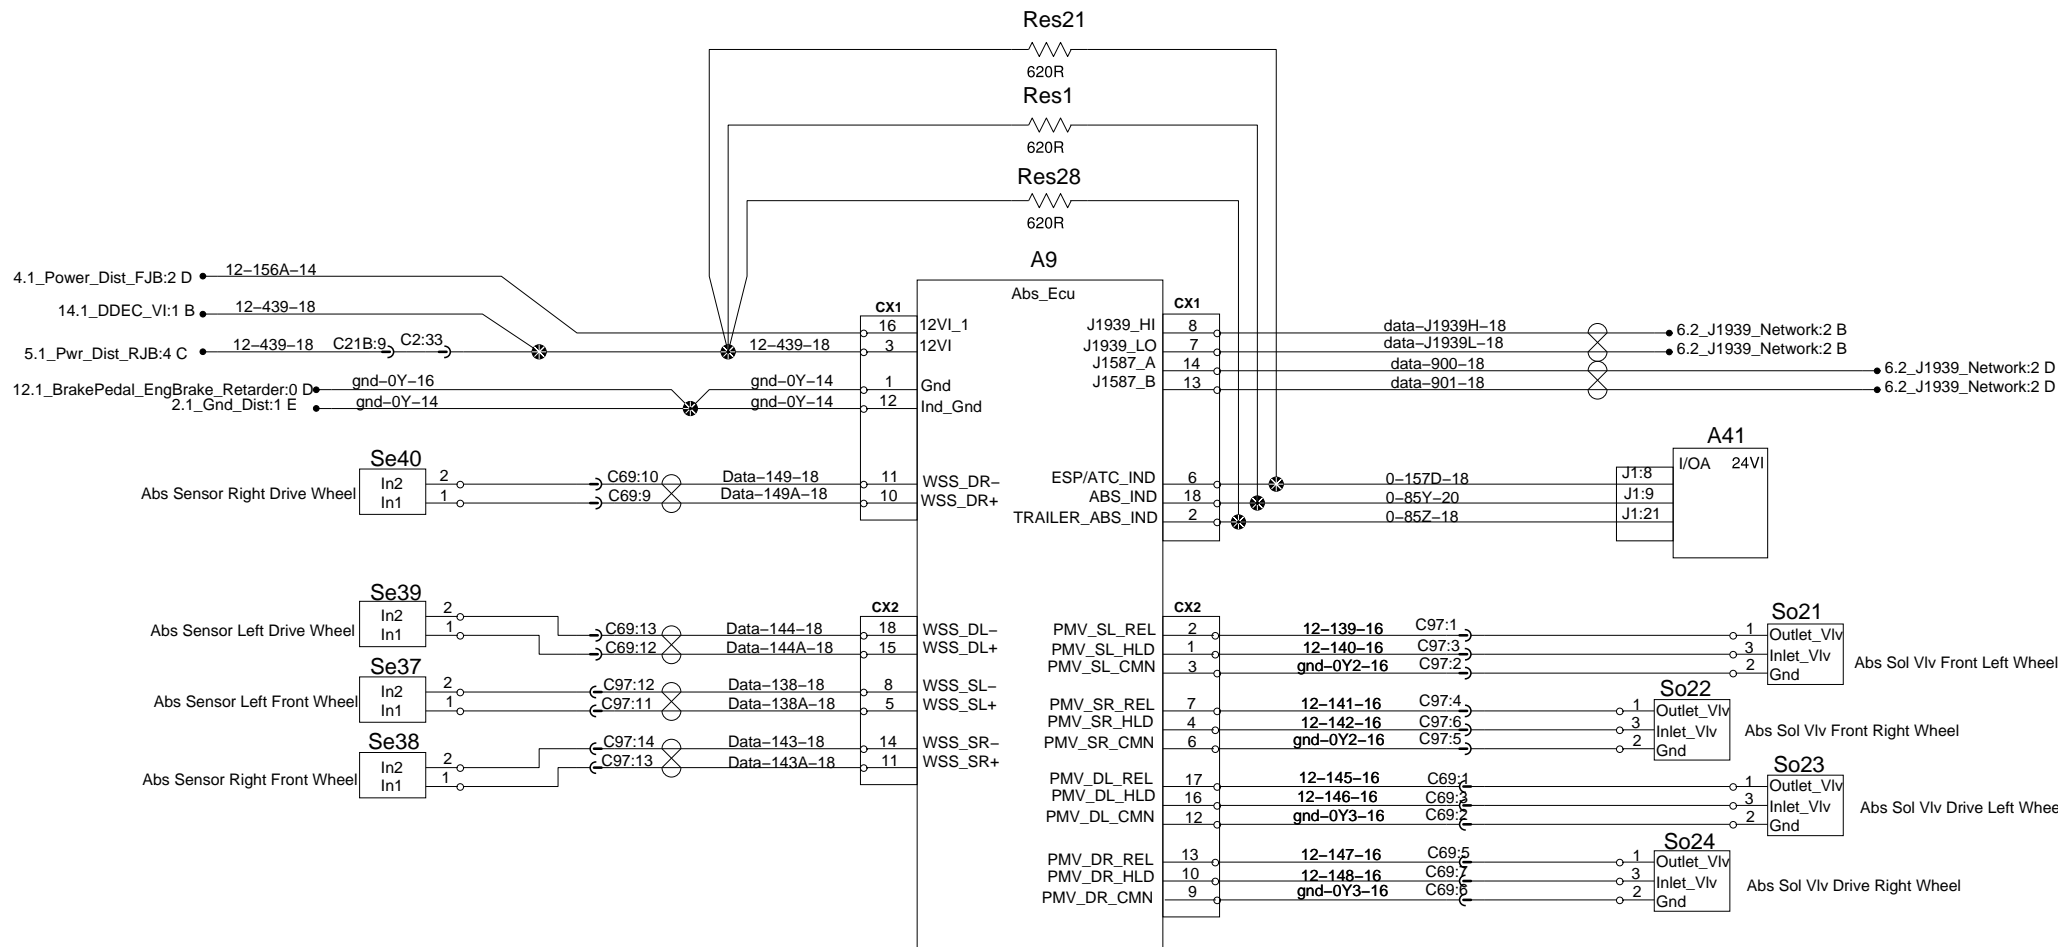 Res21
620R
Res1
620R
Res28
620R
A9
Abs_Ecu
4.1_Power_Dist_FJB:2 D 12-156A-14
14.1_DDEC_VI:1 B 12-439-18
5.1_Pwr_Dist_RJB:4 C 12-439-18 C21B:9 C2:33 12-439-18
12.1_BrakePedal_EngBrake_Retarder:0 D gnd-0Y-16 gnd-0Y-14
2.1_Gnd_Dist:1 E gnd-0Y-14 gnd-0Y-14
CX1
16 12VI_1
3 12VI
1 Gnd
12 Ind_Gnd
11 WSS_DR-
10 WSS_DR+
Se40
Abs Sensor Right Drive Wheel
In2 2 C69:10 Data-149-18
In1 1 C69:9 Data-149A-18
Se39
Abs Sensor Left Drive Wheel
In2 2 C69:13 Data-144-18
In1 1 C69:12 Data-144A-18
Se37
Abs Sensor Left Front Wheel
In2 2 C97:12 Data-138-18
In1 1 C97:11 Data-138A-18
Se38
Abs Sensor Right Front Wheel
In2 2 C97:14 Data-143-18
In1 1 C97:13 Data-143A-18
CX2
18 WSS_DL-
15 WSS_DL+
8 WSS_SL-
5 WSS_SL+
14 WSS_SR-
11 WSS_SR+
CX1
J1939_HI 8 data-J1939H-18 6.2_J1939_Network:2 B
J1939_LO 7 data-J1939L-18 6.2_J1939_Network:2 B
J1587_A 14 data-900-18 6.2_J1939_Network:2 D
J1587_B 13 data-901-18 6.2_J1939_Network:2 D
A41
I/OA 24VI
ESP/ATC_IND 6 0-157D-18 J1:8
ABS_IND 18 0-85Y-20 J1:9
TRAILER_ABS_IND 2 0-85Z-18 J1:21
CX2
So21
PMV_SL_REL 2 12-139-16 C97:1 1 Outlet_Vlv
PMV_SL_HLD 1 12-140-16 C97:3 3 Inlet_Vlv
PMV_SL_CMN 3 gnd-0Y2-16 C97:2 2 Gnd
Abs Sol Vlv Front Left Wheel
So22
PMV_SR_REL 7 12-141-16 C97:4 1 Outlet_Vlv
PMV_SR_HLD 4 12-142-16 C97:6 3 Inlet_Vlv
PMV_SR_CMN 6 gnd-0Y2-16 C97:5 2 Gnd
Abs Sol Vlv Front Right Wheel
So23
PMV_DL_REL 17 12-145-16 C69:1 1 Outlet_Vlv
PMV_DL_HLD 16 12-146-16 C69:3 3 Inlet_Vlv
PMV_DL_CMN 12 gnd-0Y3-16 C69:2 2 Gnd
Abs Sol Vlv Drive Left Whee
So24
PMV_DR_REL 13 12-147-16 C69:5 1 Outlet_Vlv
PMV_DR_HLD 10 12-148-16 C69:7 3 Inlet_Vlv
PMV_DR_CMN 9 gnd-0Y3-16 C69:6 2 Gnd
Abs Sol Vlv Drive Right Wheel